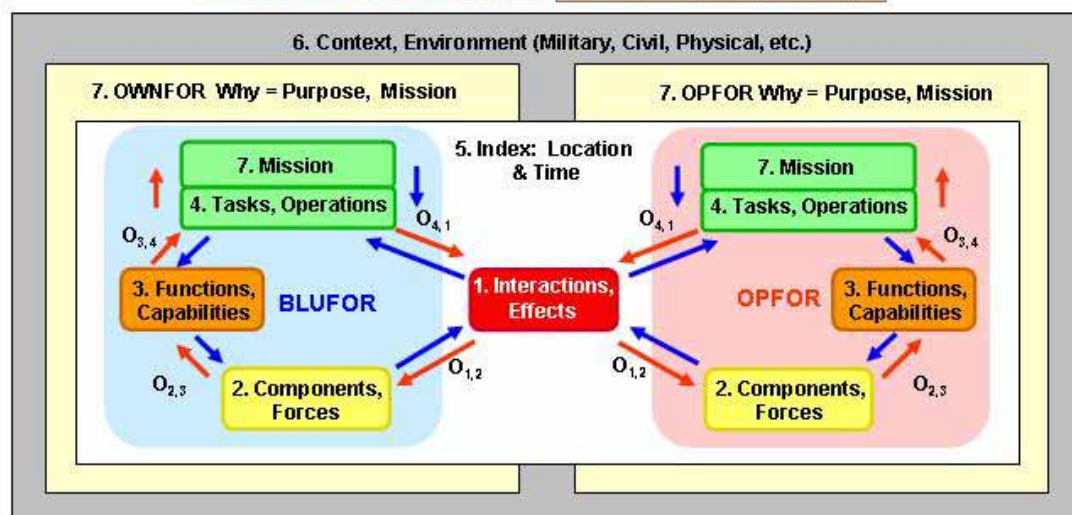 6. Context, Environment (Military, Civil, Physical, etc.)
7. OWNFOR Why = Purpose, Mission
7. OPFOR Why = Purpose, Mission
5. Index: Location
& Time
7. Mission
4. Tasks, Operations
O4,1
O3,4
3. Functions,
Capabilities
BLUFOR
O2,3
2. Components,
Forces
O1,2
1. Interactions,
Effects
7. Mission
4. Tasks, Operations
O4,1
O3,4
OPFOR
3. Functions,
Capabilities
O1,2
2. Components,
Forces
O2,3